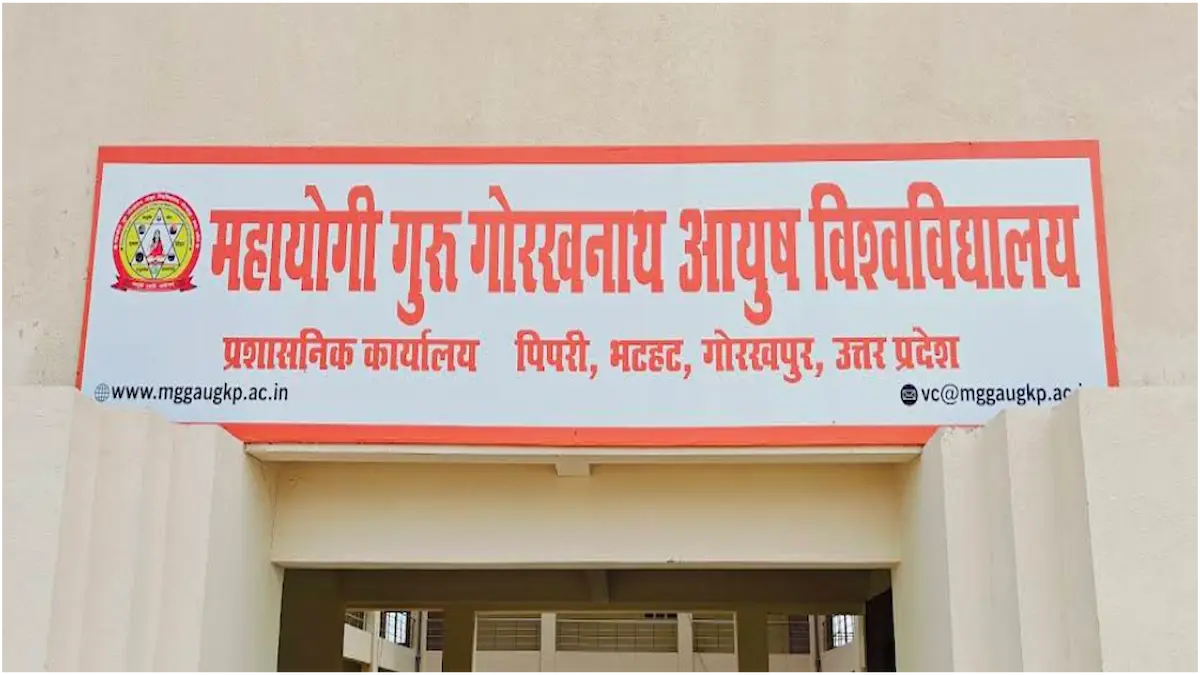 महायोगी गुरु गोरखनाथ आयुष विश्वविद्यालय
प्रशासनिक कार्यालय पिपरी, भटहट, गोरखपुर, उत्तर प्रदेश
www.mggaugkp.ac.in vc@mggaugkp.ac.i